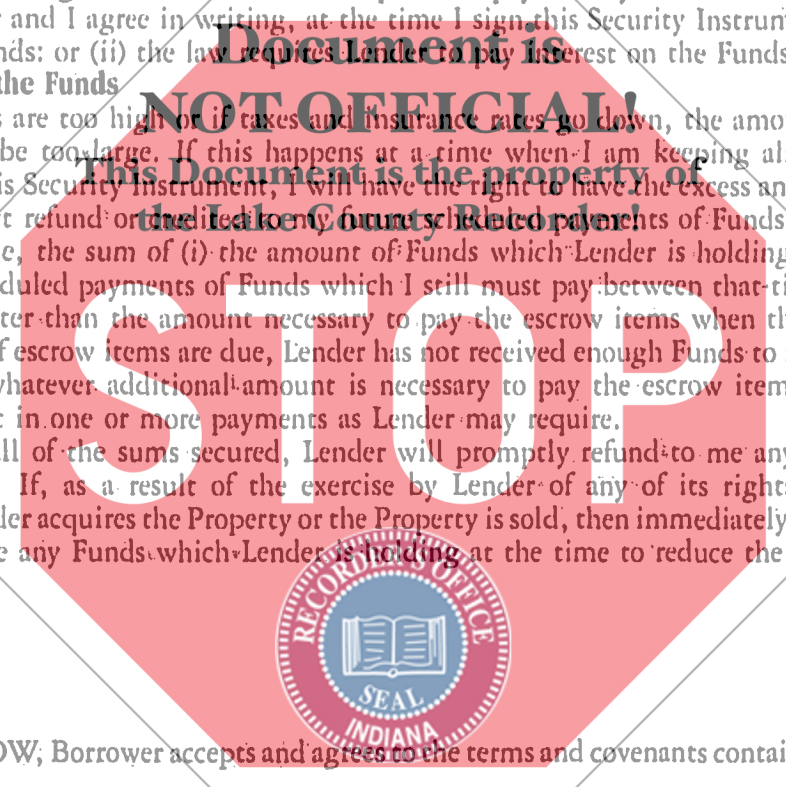 and I agree in writing, at the time I sign this Security Instrum
nds: or (ii) the law requires Lender to pay interest on the Funds
Document is
the Funds
s are too high or if taxes and insurance rates go down, the amo
NOT OFFICIAL!
be too large. If this happens at a time when I am keeping al
This Document is the property of
is Security Instrument, I will have the right to have the excess am
t refund or credited to my future scheduled payments of Funds
the Lake County Recorder!
e, the sum of (i) the amount of Funds which Lender is holding
duled payments of Funds which I still must pay between that ti
STOP
ter than the amount necessary to pay the escrow items when th
f escrow items are due, Lender has not received enough Funds to
whatever additional amount is necessary to pay the escrow item
t in one or more payments as Lender may require.
ll of the sums secured, Lender will promptly refund to me any
If, as a result of the exercise by Lender of any of its rights
der acquires the Property or the Property is sold, then immediately
e any Funds which Lender is holding at the time to reduce the
RECORDER'S OFFICE
SEAL
INDIANA
OW, Borrower accepts and agrees to the terms and covenants contai